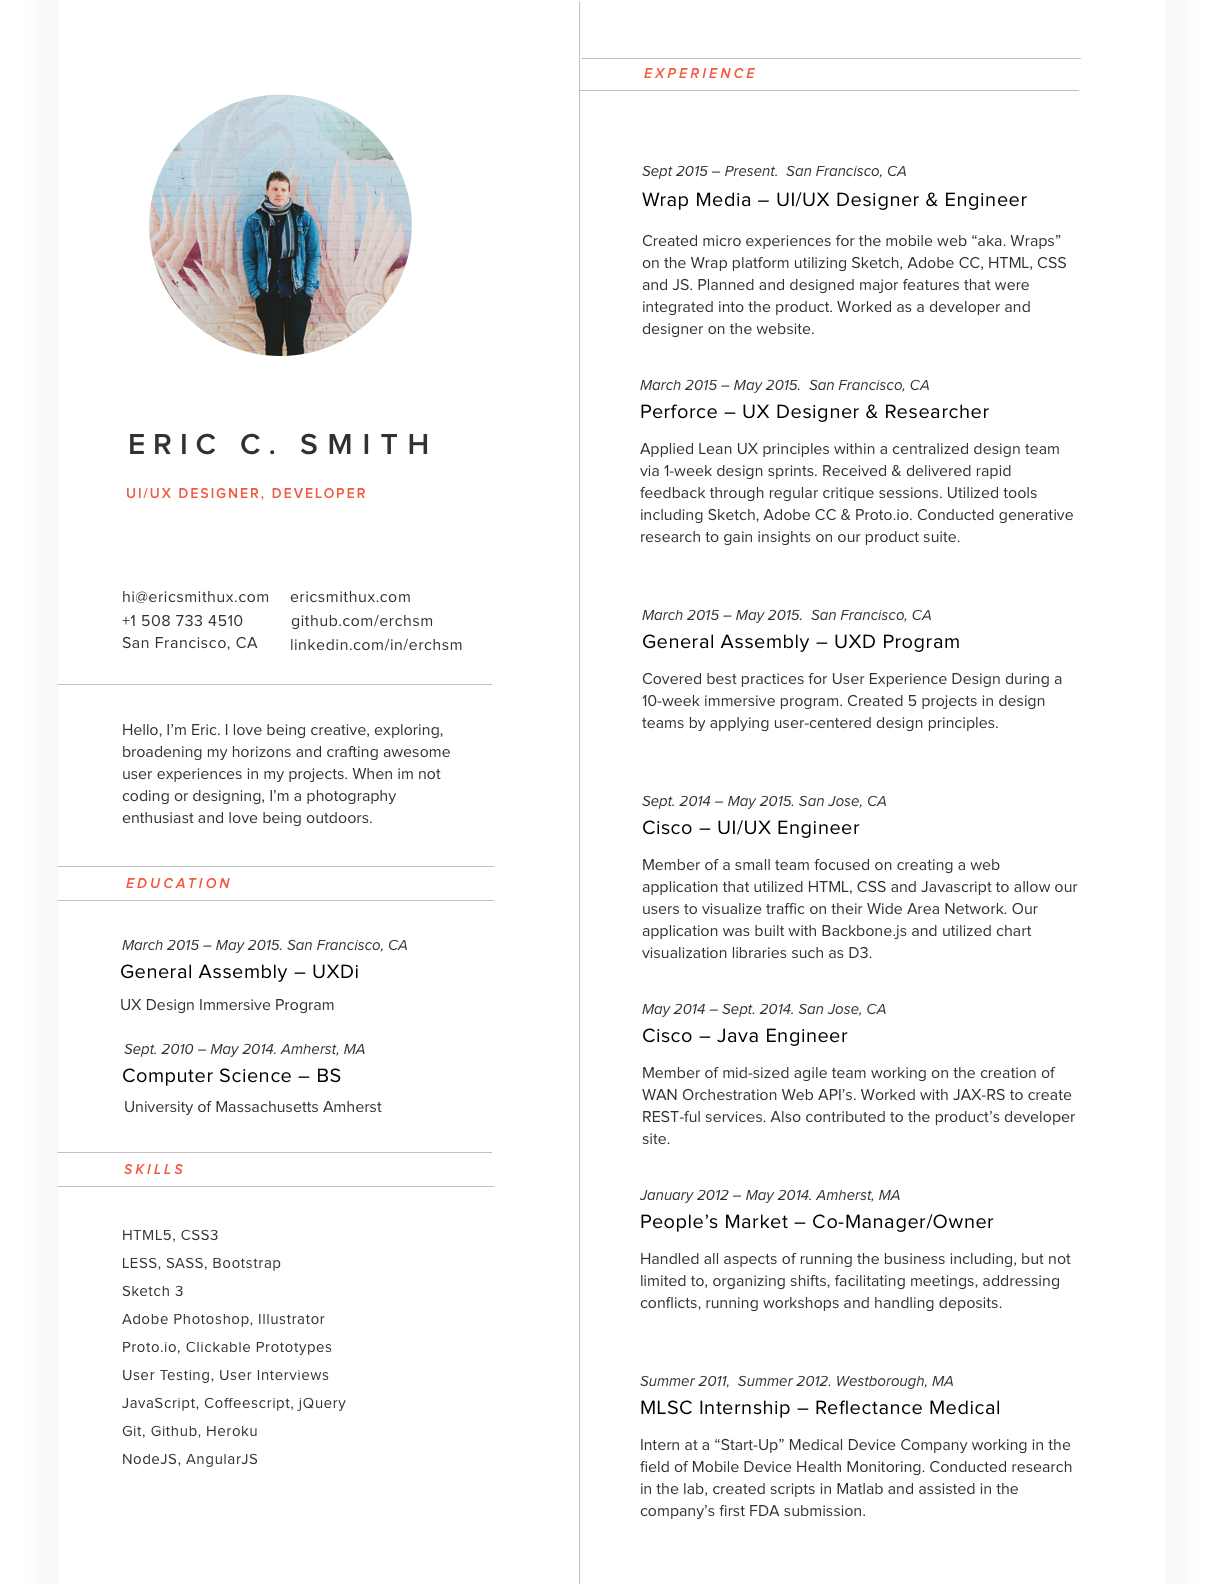 ERIC C. SMITH
UI/UX DESIGNER, DEVELOPER
hi@ericsmithux.com
+1 508 733 4510
San Francisco, CA
ericsmithux.com
github.com/erchsm
linkedin.com/in/erchsm
Hello, I’m Eric. I love being creative, exploring,
broadening my horizons and crafting awesome
user experiences in my projects. When im not
coding or designing, I’m a photography
enthusiast and love being outdoors.
EDUCATION
March 2015 – May 2015. San Francisco, CA
General Assembly – UXDi
UX Design Immersive Program
Sept. 2010 – May 2014. Amherst, MA
Computer Science – BS
University of Massachusetts Amherst
SKILLS
HTML5, CSS3
LESS, SASS, Bootstrap
Sketch 3
Adobe Photoshop, Illustrator
Proto.io, Clickable Prototypes
User Testing, User Interviews
JavaScript, Coffeescript, jQuery
Git, Github, Heroku
NodeJS, AngularJS
EXPERIENCE
Sept 2015 – Present.  San Francisco, CA
Wrap Media – UI/UX Designer & Engineer
Created micro experiences for the mobile web “aka. Wraps”
on the Wrap platform utilizing Sketch, Adobe CC, HTML, CSS
and JS. Planned and designed major features that were
integrated into the product. Worked as a developer and
designer on the website.
March 2015 – May 2015.  San Francisco, CA
Perforce – UX Designer & Researcher
Applied Lean UX principles within a centralized design team
via 1-week design sprints. Received & delivered rapid
feedback through regular critique sessions. Utilized tools
including Sketch, Adobe CC & Proto.io. Conducted generative
research to gain insights on our product suite.
March 2015 – May 2015.  San Francisco, CA
General Assembly – UXD Program
Covered best practices for User Experience Design during a
10-week immersive program. Created 5 projects in design
teams by applying user-centered design principles.
Sept. 2014 – May 2015. San Jose, CA
Cisco – UI/UX Engineer
Member of a small team focused on creating a web
application that utilized HTML, CSS and Javascript to allow our
users to visualize traffic on their Wide Area Network. Our
application was built with Backbone.js and utilized chart
visualization libraries such as D3.
May 2014 – Sept. 2014. San Jose, CA
Cisco – Java Engineer
Member of mid-sized agile team working on the creation of
WAN Orchestration Web API’s. Worked with JAX-RS to create
REST-ful services. Also contributed to the product’s developer
site.
January 2012 – May 2014. Amherst, MA
People’s Market – Co-Manager/Owner
Handled all aspects of running the business including, but not
limited to, organizing shifts, facilitating meetings, addressing
conflicts, running workshops and handling deposits.
Summer 2011,  Summer 2012. Westborough, MA
MLSC Internship – Reflectance Medical
Intern at a “Start-Up” Medical Device Company working in the
field of Mobile Device Health Monitoring. Conducted research
in the lab, created scripts in Matlab and assisted in the
company’s first FDA submission.